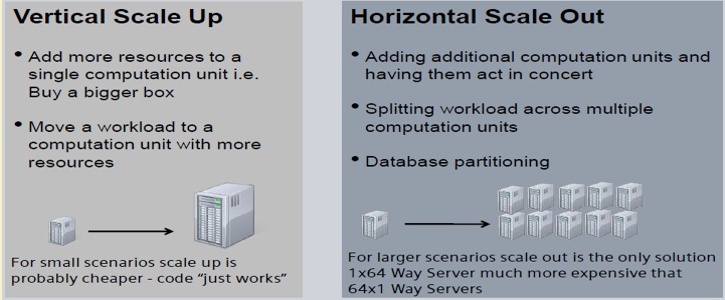 Vertical Scale Up
• Add more resources to a
single computation unit i.e.
Buy a bigger box
• Move a workload to a
computation unit with more
resources
For small scenarios scale up is
probably cheaper - code "just works"
Horizontal Scale Out
• Adding additional computation units and
having them act in concert
• Splitting workload across multiple
computation units
• Database partitioning
For larger scenarios scale out is the only solution
1x64 Way Server much more expensive that
64x1 Way Servers